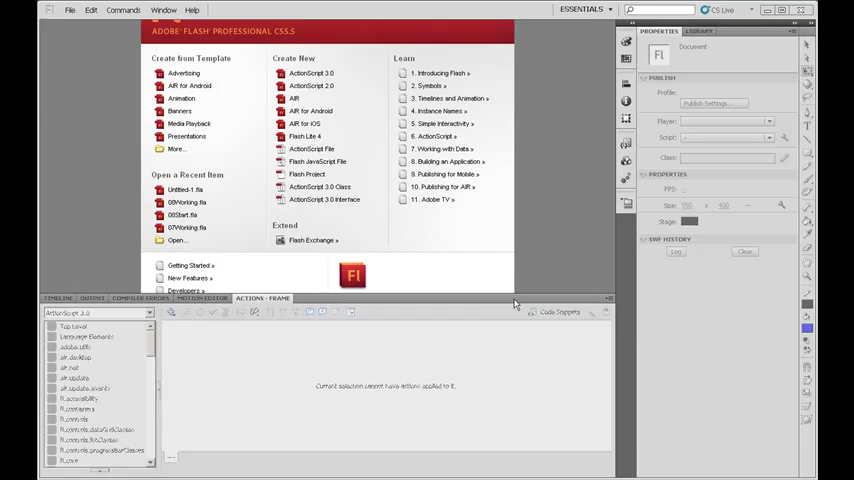 Fl File Edit Commands Window Help ESSENTIALS CS Live
ADOBE® FLASH® PROFESSIONAL CS5.5
Create from Template
Advertising
AIR for Android
Animation
Banners
Media Playback
Presentations
More...
Open a Recent Item
Untitled-1.fla
08Working.fla
08Start.fla
07Working.fla
Open...
Create New
ActionScript 3.0
ActionScript 2.0
AIR
AIR for Android
AIR for iOS
Flash Lite 4
ActionScript File
Flash JavaScript File
Flash Project
ActionScript 3.0 Class
ActionScript 3.0 Interface
Extend
Flash Exchange »
Learn
1. Introducing Flash »
2. Symbols »
3. Timelines and Animation »
4. Instance Names »
5. Simple Interactivity »
6. ActionScript »
7. Working with Data »
8. Building an Application »
9. Publishing for Mobile »
10. Publishing for AIR »
11. Adobe TV »
Getting Started »
New Features »
Developers »
Fl
TIMELINE OUTPUT COMPILER ERRORS MOTION EDITOR ACTIONS - FRAME
ActionScript 3.0
Code Snippets
Top Level
Language Elements
adobe.utils
air.desktop
air.net
air.update
air.update.events
fl.accessibility
fl.containers
fl.controls
fl.controls.dataGridClasses
fl.controls.listClasses
fl.controls.progressBarClasses
fl.core
Current selection cannot have actions applied to it.
PROPERTIES LIBRARY
Fl Document
PUBLISH
Profile:
Publish Settings...
Player:
Script: -
Class:
PROPERTIES
FPS: -
Size: 550 x 400
Stage:
SWF HISTORY
Log Clear